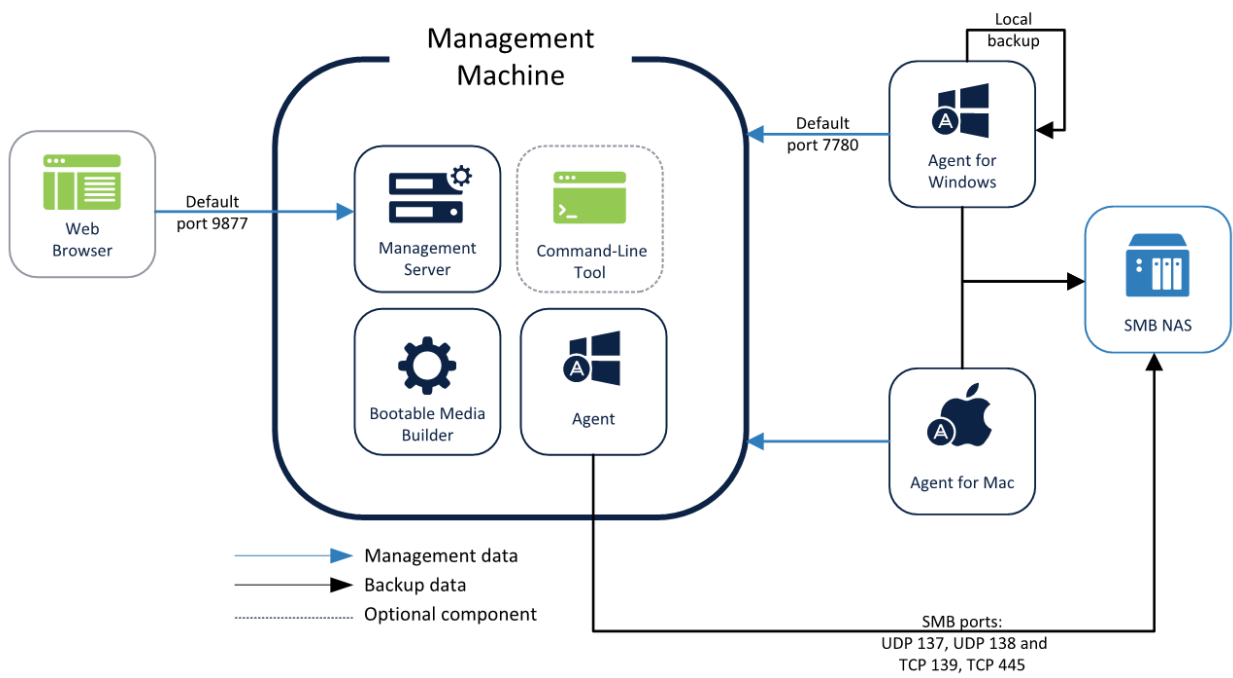 Management
Machine
Local
backup
Default
port 7780
Agent for
Windows
Web
Browser
Default
port 9877
Management
Server
Command-Line
Tool
SMB NAS
Bootable Media
Builder
Agent
Agent for Mac
Management data
Backup data
Optional component
SMB ports:
UDP 137, UDP 138 and
TCP 139, TCP 445